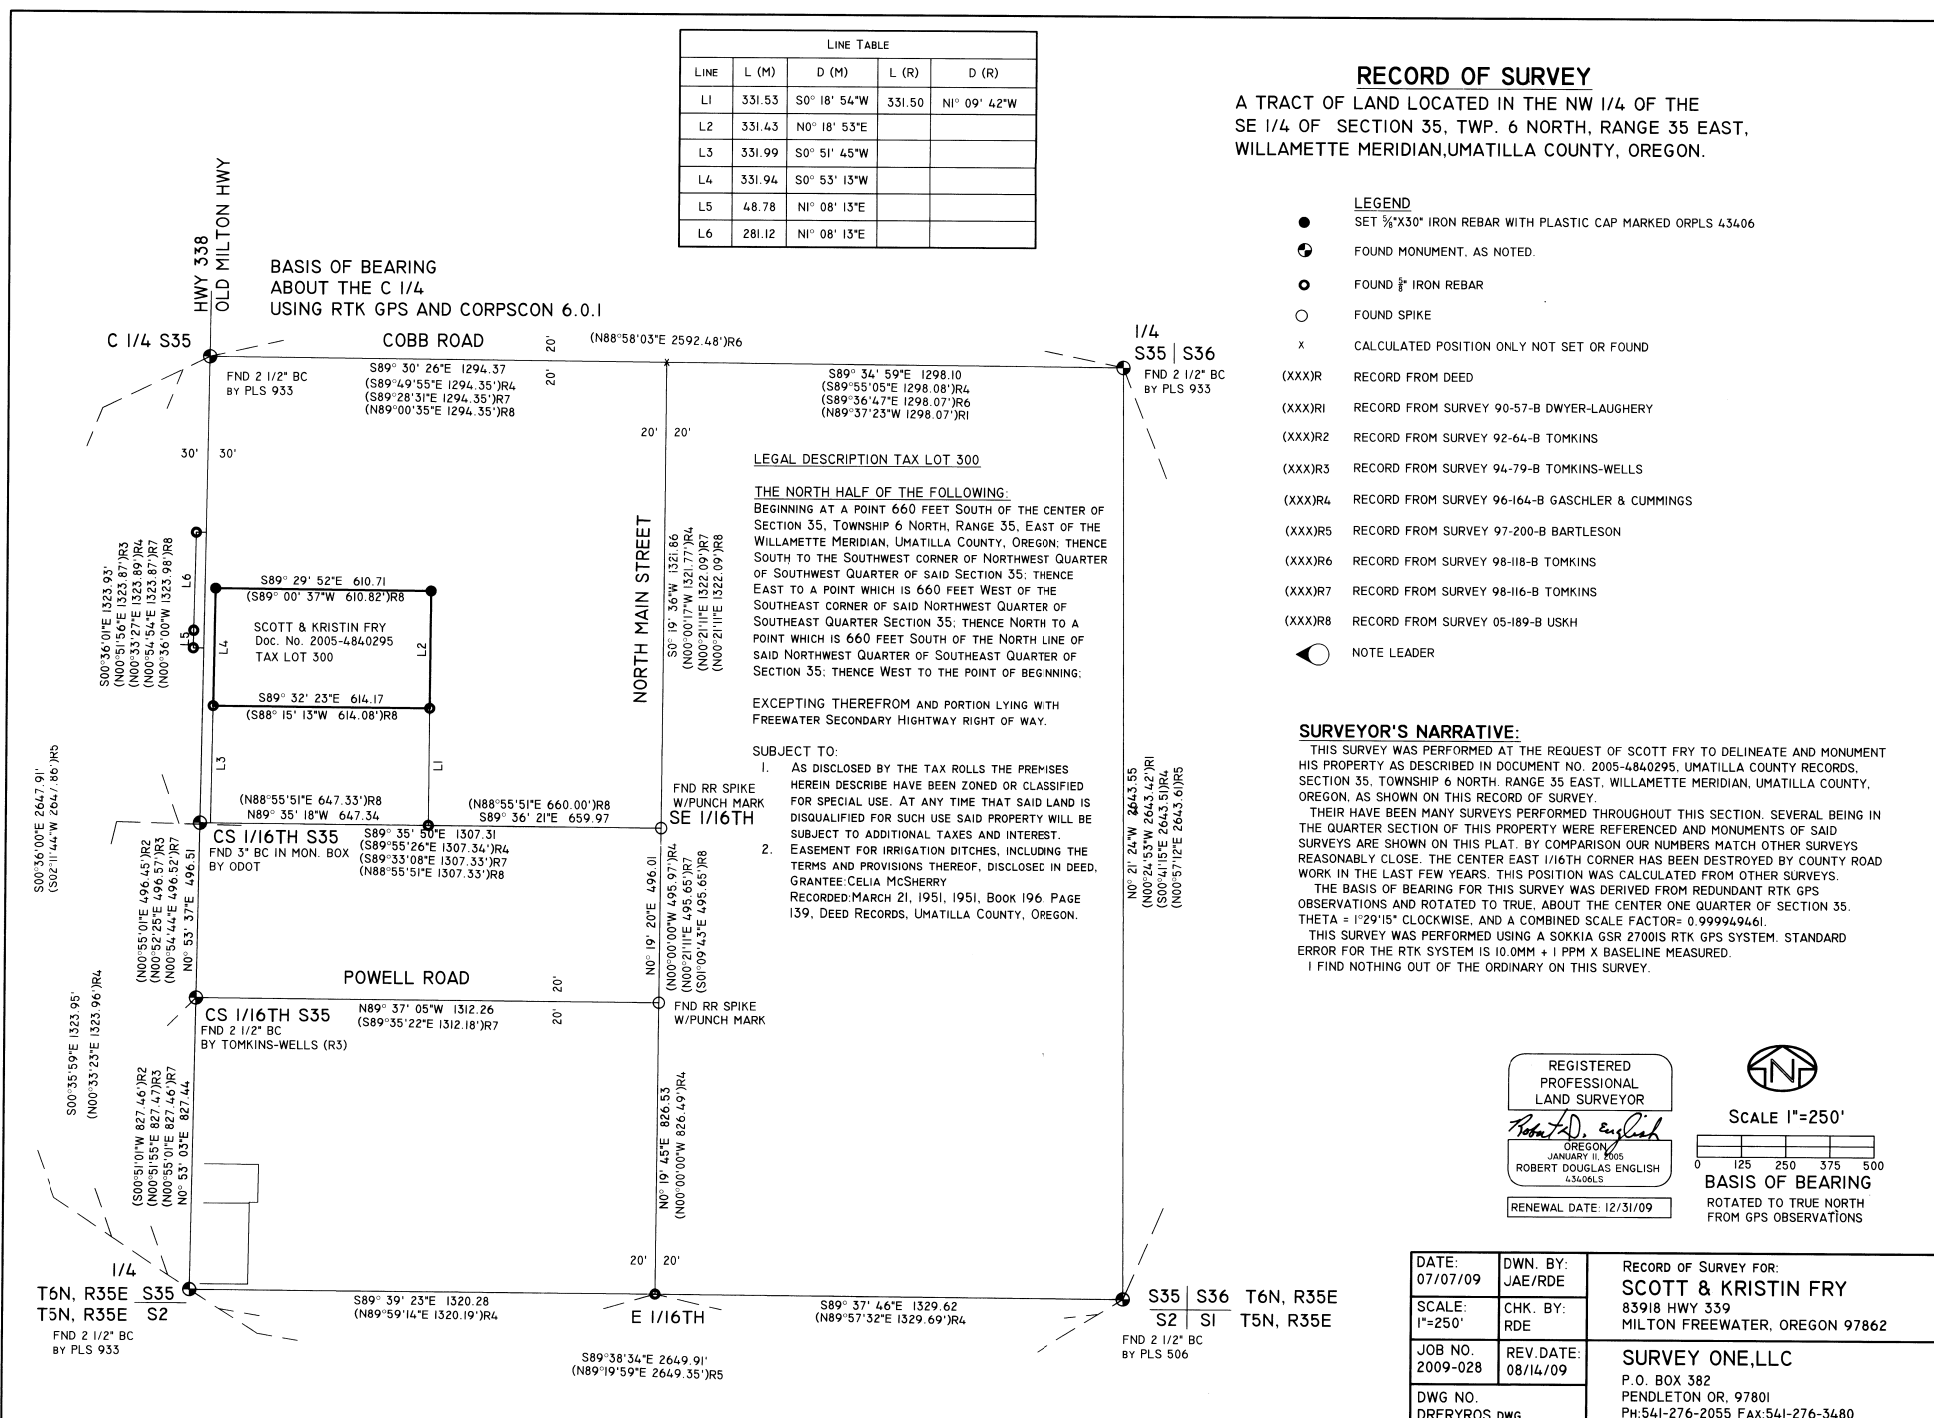 LINE TABLE
LINE L (M) D (M) L (R) D (R)
L1 331.53 S0° 18' 54"W 331.50 N1° 09' 42"W
L2 331.43 N0° 18' 53"E
L3 331.99 S0° 51' 45"W
L4 331.94 S0° 53' 13"W
L5 48.78 N1° 08' 13"E
L6 281.12 N1° 08' 13"E
RECORD OF SURVEY
A TRACT OF LAND LOCATED IN THE NW 1/4 OF THE
SE 1/4 OF SECTION 35, TWP. 6 NORTH, RANGE 35 EAST,
WILLAMETTE MERIDIAN,UMATILLA COUNTY, OREGON.
LEGEND
SET 5/8"X30" IRON REBAR WITH PLASTIC CAP MARKED ORPLS 43406
FOUND MONUMENT, AS NOTED.
FOUND 5/8" IRON REBAR
FOUND SPIKE
X CALCULATED POSITION ONLY NOT SET OR FOUND
(XXX)R RECORD FROM DEED
(XXX)R1 RECORD FROM SURVEY 90-57-B DWYER-LAUGHERY
(XXX)R2 RECORD FROM SURVEY 92-64-B TOMKINS
(XXX)R3 RECORD FROM SURVEY 94-79-B TOMKINS-WELLS
(XXX)R4 RECORD FROM SURVEY 96-164-B GASCHLER & CUMMINGS
(XXX)R5 RECORD FROM SURVEY 97-200-B BARTLESON
(XXX)R6 RECORD FROM SURVEY 98-118-B TOMKINS
(XXX)R7 RECORD FROM SURVEY 98-116-B TOMKINS
(XXX)R8 RECORD FROM SURVEY 05-189-B USKH
NOTE LEADER
HWY 338
OLD MILTON HWY
BASIS OF BEARING
ABOUT THE C 1/4
USING RTK GPS AND CORPSCON 6.0.1
C 1/4 S35
COBB ROAD
20'
20'
(N88°58'03"E 2592.48')R6
1/4
S35 | S36
FND 2 1/2" BC
BY PLS 933
FND 2 1/2" BC
BY PLS 933
S89° 30' 26"E 1294.37
(S89°49'55"E 1294.35')R4
(S89°28'31"E 1294.35')R7
(N89°00'35"E 1294.35')R8
S89° 34' 59"E 1298.10
(S89°55'05"E 1298.08')R4
(S89°36'47"E 1298.07')R6
(N89°37'23"W 1298.07')R1
20' 20'
30' 30'
LEGAL DESCRIPTION TAX LOT 300
THE NORTH HALF OF THE FOLLOWING:
BEGINNING AT A POINT 660 FEET SOUTH OF THE CENTER OF
SECTION 35, TOWNSHIP 6 NORTH, RANGE 35, EAST OF THE
WILLAMETTE MERIDIAN, UMATILLA COUNTY, OREGON; THENCE
SOUTH TO THE SOUTHWEST CORNER OF NORTHWEST QUARTER
OF SOUTHWEST QUARTER OF SAID SECTION 35; THENCE
EAST TO A POINT WHICH IS 660 FEET WEST OF THE
SOUTHEAST CORNER OF SAID NORTHWEST QUARTER OF
SOUTHEAST QUARTER SECTION 35; THENCE NORTH TO A
POINT WHICH IS 660 FEET SOUTH OF THE NORTH LINE OF
SAID NORTHWEST QUARTER OF SOUTHEAST QUARTER OF
SECTION 35; THENCE WEST TO THE POINT OF BEGINNING;
EXCEPTING THEREFROM AND PORTION LYING WITH
FREEWATER SECONDARY HIGHTWAY RIGHT OF WAY.
SUBJECT TO:
1. AS DISCLOSED BY THE TAX ROLLS THE PREMISES
HEREIN DESCRIBE HAVE BEEN ZONED OR CLASSIFIED
FOR SPECIAL USE. AT ANY TIME THAT SAID LAND IS
DISQUALIFIED FOR SUCH USE SAID PROPERTY WILL BE
SUBJECT TO ADDITIONAL TAXES AND INTEREST.
2. EASEMENT FOR IRRIGATION DITCHES, INCLUDING THE
TERMS AND PROVISIONS THEREOF, DISCLOSED IN DEED,
GRANTEE:CELIA MCSHERRY
RECORDED:MARCH 21, 1951, 1951, BOOK 196 PAGE
139, DEED RECORDS, UMATILLA COUNTY, OREGON.
NORTH MAIN STREET
S0° 19' 36"W 1321.86
(N00°00'17"W 1321.77')R4
(N00°21'11"E 1322.09')R7
(N00°21'11"E 1322.09')R8
S00°36'01"E 1323.93'
(N00°51'56"E 1323.87')R3
(N00°33'27"E 1323.89')R4
(N00°54'54"E 1323.87')R7
(N00°36'00"W 1323.98')R8
L6
L5
L4
L2
L3
L1
S89° 29' 52"E 610.71
(S89° 00' 37"W 610.82')R8
SCOTT & KRISTIN FRY
DOC. NO. 2005-4840295
TAX LOT 300
S89° 32' 23"E 614.17
(S88° 15' 13"W 614.08')R8
(N88°55'51"E 647.33')R8
N89° 35' 18"W 647.34
(N88°55'51"E 660.00')R8
S89° 36' 21"E 659.97
FND RR SPIKE
W/PUNCH MARK
SE 1/16TH
CS 1/16TH S35
FND 3" BC IN MON. BOX
BY ODOT
S89° 35' 50"E 1307.31
(S89°55'26"E 1307.34')R4
(S89°33'08"E 1307.33')R7
(N88°55'51"E 1307.33')R8
S00°36'00"E 2647.91'
(S02°11'44"W 2647.86')R5
(N00°55'01"E 496.45')R2
(N00°52'25"E 496.57')R3
(N00°54'44"E 496.52')R7
N0° 53' 37"E 496.51
N0° 19' 20"E 496.01
(N00°00'00"W 495.97')R4
(N00°21'11"E 495.65')R7
(S01°09'43"E 495.65')R8
N0° 21' 24"W 2643.55
(N00°24'53"W 2643.42')R1
(S00°41'15"E 2643.51)R4
(N00°57'12"E 2643.61)R5
POWELL ROAD
20'
20'
CS 1/16TH S35
FND 2 1/2" BC
BY TOMKINS-WELLS (R3)
N89° 37' 05"W 1312.26
(S89°35'22"E 1312.18')R7
FND RR SPIKE
W/PUNCH MARK
S00°35'59"E 1323.95'
(N00°33'23"E 1323.96')R4
(S00°51'01"W 827.46')R2
(N00°51'55"E 827.47)R3
(N00°55'01"E 827.46')R7
N0° 53' 03"E 827.44
N0° 19' 45"E 826.53
(N00°00'00"W 826.49')R4
20' 20'
1/4
T6N, R35E S35
T5N, R35E S2
FND 2 1/2" BC
BY PLS 933
S89° 39' 23"E 1320.28
(N89°59'14"E 1320.19')R4
E 1/16TH
S89° 37' 46"E 1329.62
(N89°57'32"E 1329.69')R4
S35 | S36 T6N, R35E
S2 | S1 T5N, R35E
FND 2 1/2" BC
BY PLS 506
S89°38'34"E 2649.91'
(N89°19'59"E 2649.35')R5
SURVEYOR'S NARRATIVE:
THIS SURVEY WAS PERFORMED AT THE REQUEST OF SCOTT FRY TO DELINEATE AND MONUMENT
HIS PROPERTY AS DESCRIBED IN DOCUMENT NO. 2005-4840295, UMATILLA COUNTY RECORDS,
SECTION 35, TOWNSHIP 6 NORTH. RANGE 35 EAST, WILLAMETTE MERIDIAN, UMATILLA COUNTY,
OREGON, AS SHOWN ON THIS RECORD OF SURVEY.
THEIR HAVE BEEN MANY SURVEYS PERFORMED THROUGHOUT THIS SECTION. SEVERAL BEING IN
THE QUARTER SECTION OF THIS PROPERTY WERE REFERENCED AND MONUMENTS OF SAID
SURVEYS ARE SHOWN ON THIS PLAT. BY COMPARISON OUR NUMBERS MATCH OTHER SURVEYS
REASONABLY CLOSE. THE CENTER EAST 1/16TH CORNER HAS BEEN DESTROYED BY COUNTY ROAD
WORK IN THE LAST FEW YEARS. THIS POSITION WAS CALCULATED FROM OTHER SURVEYS.
THE BASIS OF BEARING FOR THIS SURVEY WAS DERIVED FROM REDUNDANT RTK GPS
OBSERVATIONS AND ROTATED TO TRUE, ABOUT THE CENTER ONE QUARTER OF SECTION 35.
THETA = 1°29'15" CLOCKWISE, AND A COMBINED SCALE FACTOR= 0.999949461.
THIS SURVEY WAS PERFORMED USING A SOKKIA GSR 2700IS RTK GPS SYSTEM. STANDARD
ERROR FOR THE RTK SYSTEM IS 10.0MM + 1 PPM X BASELINE MEASURED.
I FIND NOTHING OUT OF THE ORDINARY ON THIS SURVEY.
REGISTERED
PROFESSIONAL
LAND SURVEYOR
Robert D. English
OREGON
JANUARY 11, 2005
ROBERT DOUGLAS ENGLISH
43406LS
RENEWAL DATE: 12/31/09
N
SCALE 1"=250'
0 125 250 375 500
BASIS OF BEARING
ROTATED TO TRUE NORTH
FROM GPS OBSERVATIONS
DATE:
07/07/09
DWN. BY:
JAE/RDE
RECORD OF SURVEY FOR:
SCOTT & KRISTIN FRY
83918 HWY 339
MILTON FREEWATER, OREGON 97862
SCALE:
1"=250'
CHK. BY:
RDE
JOB NO.
2009-028
REV.DATE:
08/14/09
SURVEY ONE,LLC
P.O. BOX 382
PENDLETON OR, 97801
PH:541-276-2055 FAX:541-276-3480
DWG NO.
DRFRYROS.DWG